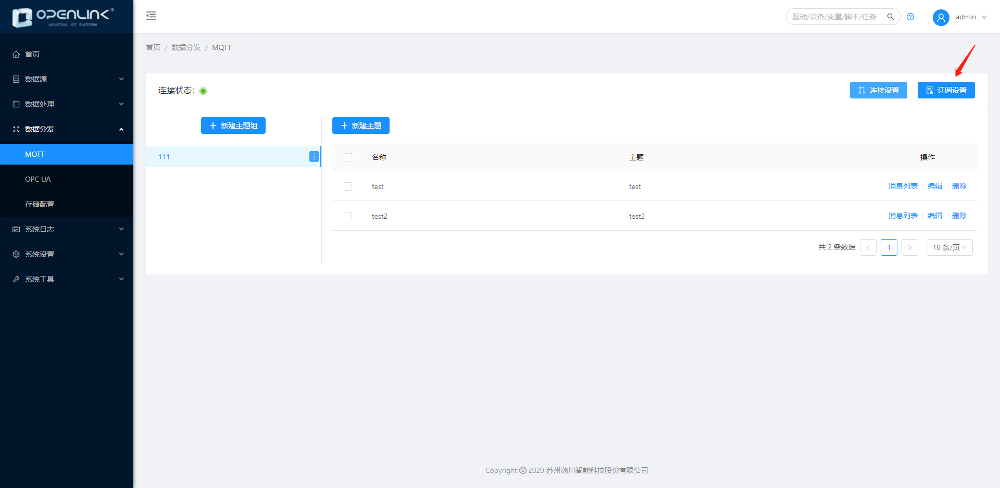 OPENLINK®
INDUSTRIAL IOT PLATFORM
驱动/设备/变量/脚本/任务
admin
首页
数据源
数据处理
数据分发
MQTT
OPC UA
存储配置
系统日志
系统设置
系统工具
首页 / 数据分发 / MQTT
连接状态：
连接设置
订阅设置
+ 新建主题组
111
+ 新建主题
名称 主题 操作
test test 消息列表 编辑 删除
test2 test2 消息列表 编辑 删除
共 2 条数据 < 1 > 10 条/页
Copyright © 2020 苏州瀚川智能科技股份有限公司